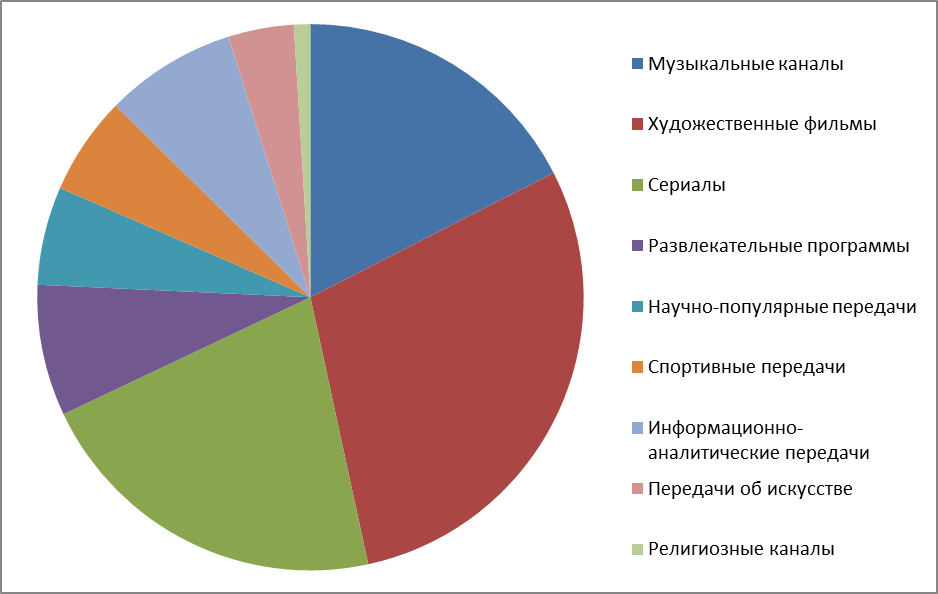 Музыкальные каналы
Художественные фильмы
Сериалы
Развлекательные программы
Научно-популярные передачи
Спортивные передачи
Информационно-
аналитические передачи
Передачи об искусстве
Религиозные каналы